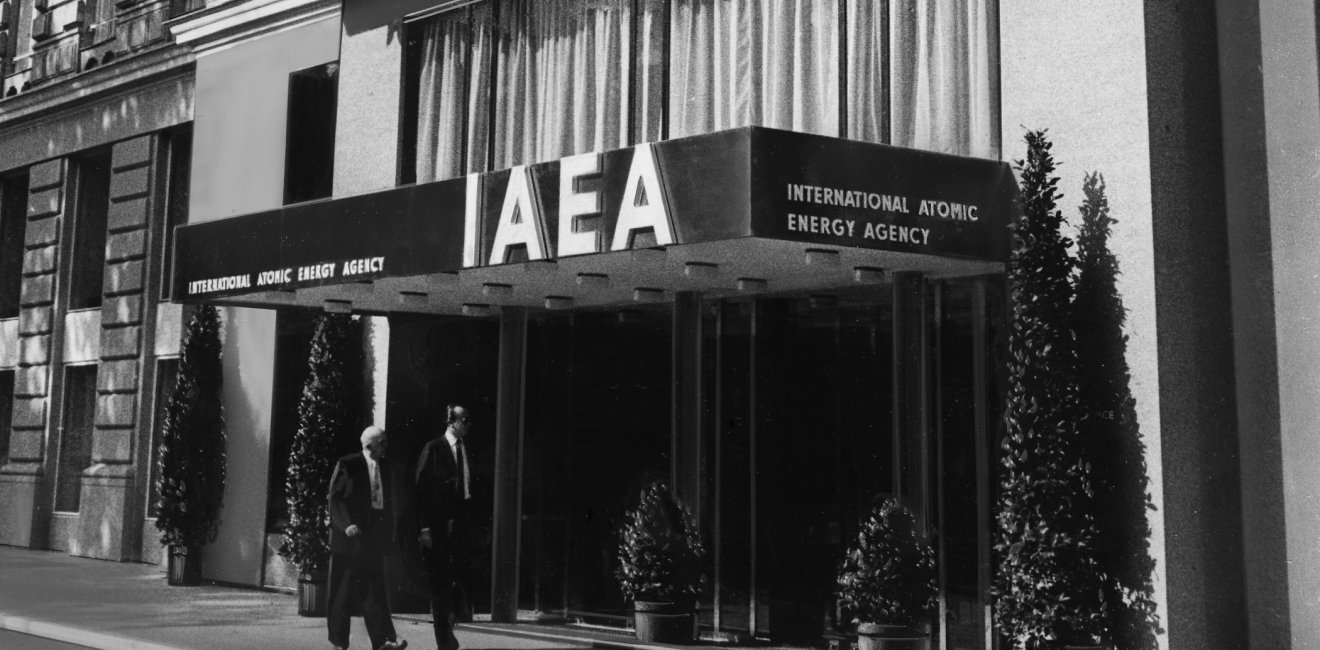 INTERNATIONAL ATOMIC ENERGY AGENCY
IAEA
INTERNATIONAL ATOMIC
ENERGY AGENCY